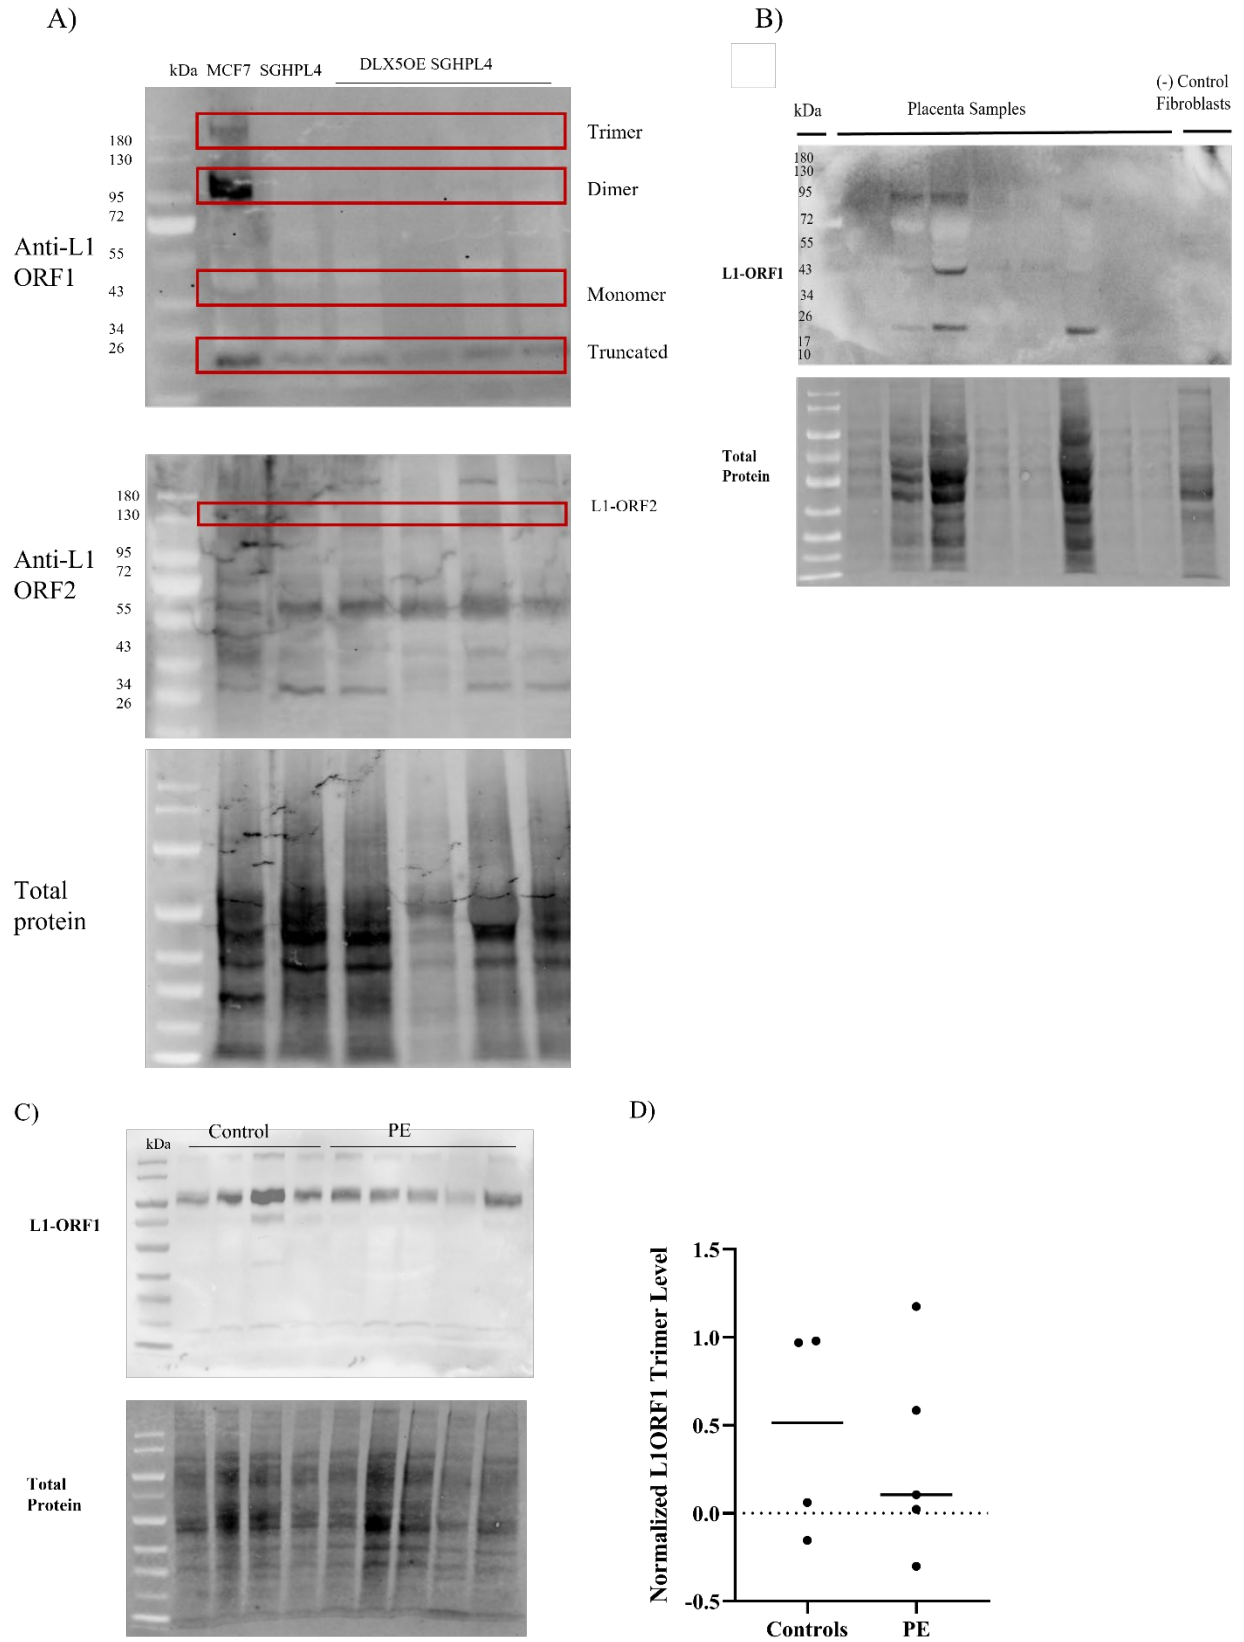 A)
kDa MCF7 SGHPL4 DLX5OE SGHPL4
Anti-L1
ORF1
180
130
95
72
55
43
34
26
Trimer
Dimer
Monomer
Truncated
Anti-L1
ORF2
180
130
95
72
55
43
34
26
L1-ORF2
Total
protein
B)
kDa Placenta Samples (-) Control
Fibroblasts
L1-ORF1
180
130
95
72
55
43
34
26
17
10
Total
Protein
C)
kDa Control PE
L1-ORF1
Total
Protein
D)
Normalized L1ORF1 Trimer Level
1.5
1.0
0.5
0.0
-0.5
Controls PE